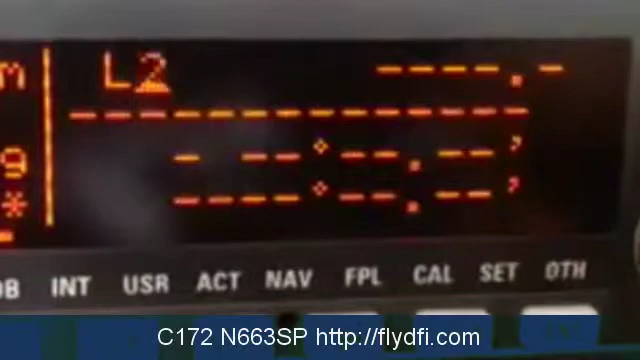 m L2 ----.-
--------------
g - --°--.--'
* ----°--.--'
OB INT USR ACT NAV FPL CAL SET OTH
C172 N663SP http://flydfi.com